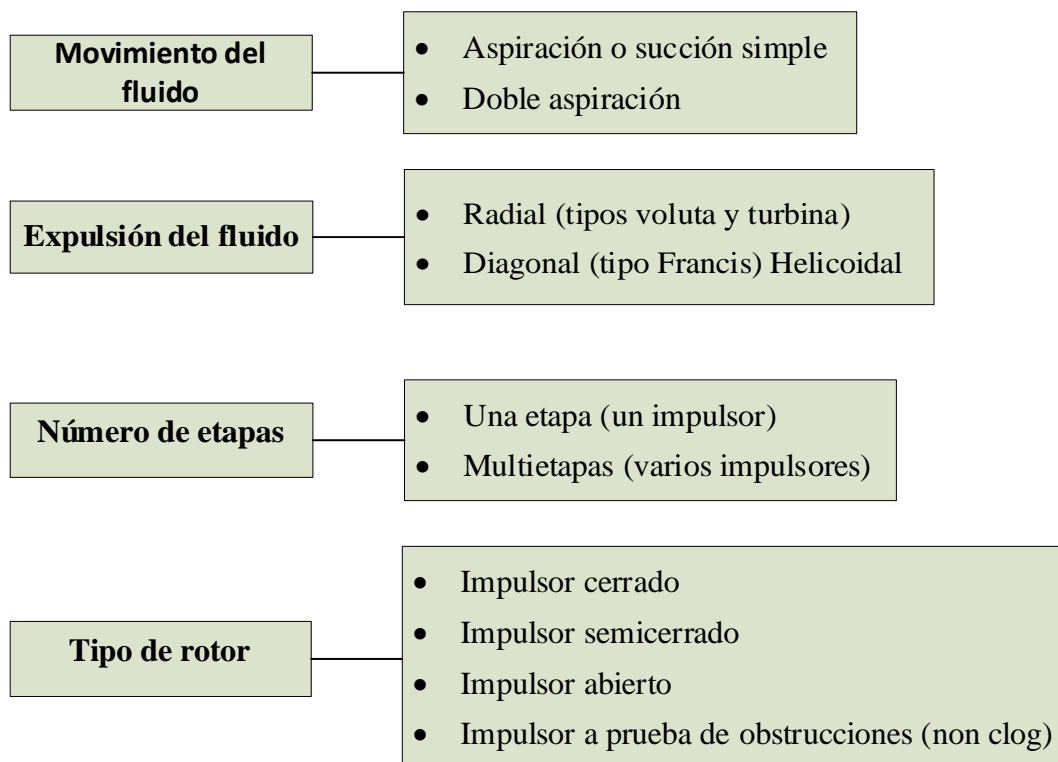 Movimiento del
fluido
• Aspiración o succión simple
• Doble aspiración
Expulsión del fluido
• Radial (tipos voluta y turbina)
• Diagonal (tipo Francis) Helicoidal
Número de etapas
• Una etapa (un impulsor)
• Multietapas (varios impulsores)
Tipo de rotor
• Impulsor cerrado
• Impulsor semicerrado
• Impulsor abierto
• Impulsor a prueba de obstrucciones (non clog)